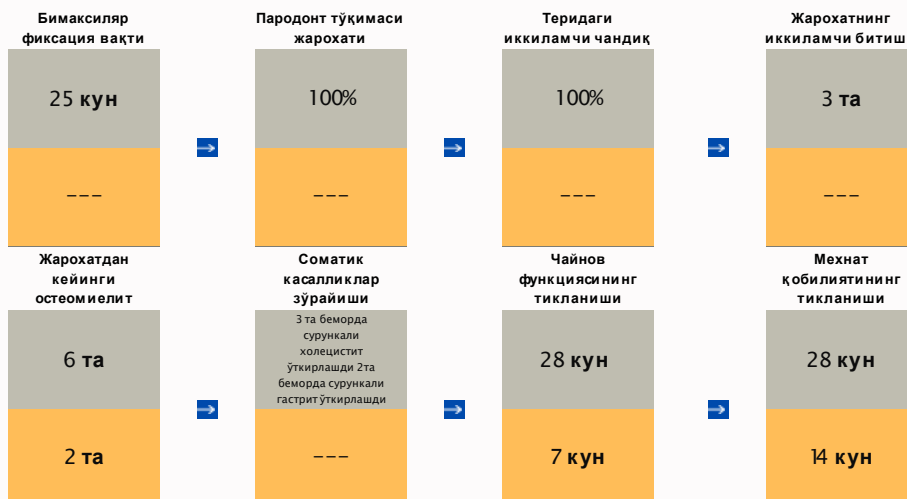 Бимаксиляр
фиксация вақти
25 кун
---
Пародонт тўқимаси
жарохати
100%
---
Теридаги
иккиламчи чандиқ
100%
---
Жарохатнинг
иккиламчи битиш
3 та
---
Жарохатдан
кейинги
остеомиелит
6 та
2 та
Соматик
касалликлар
зўрайиши
3 та беморда
сурункали
холецистит
ўткирлашди 2та
беморда сурункали
гастрит ўткирлашди
---
Чайнов
функциясининг
тикланиши
28 кун
7 кун
Мехнат
қобилиятининг
тикланиши
28 кун
14 кун